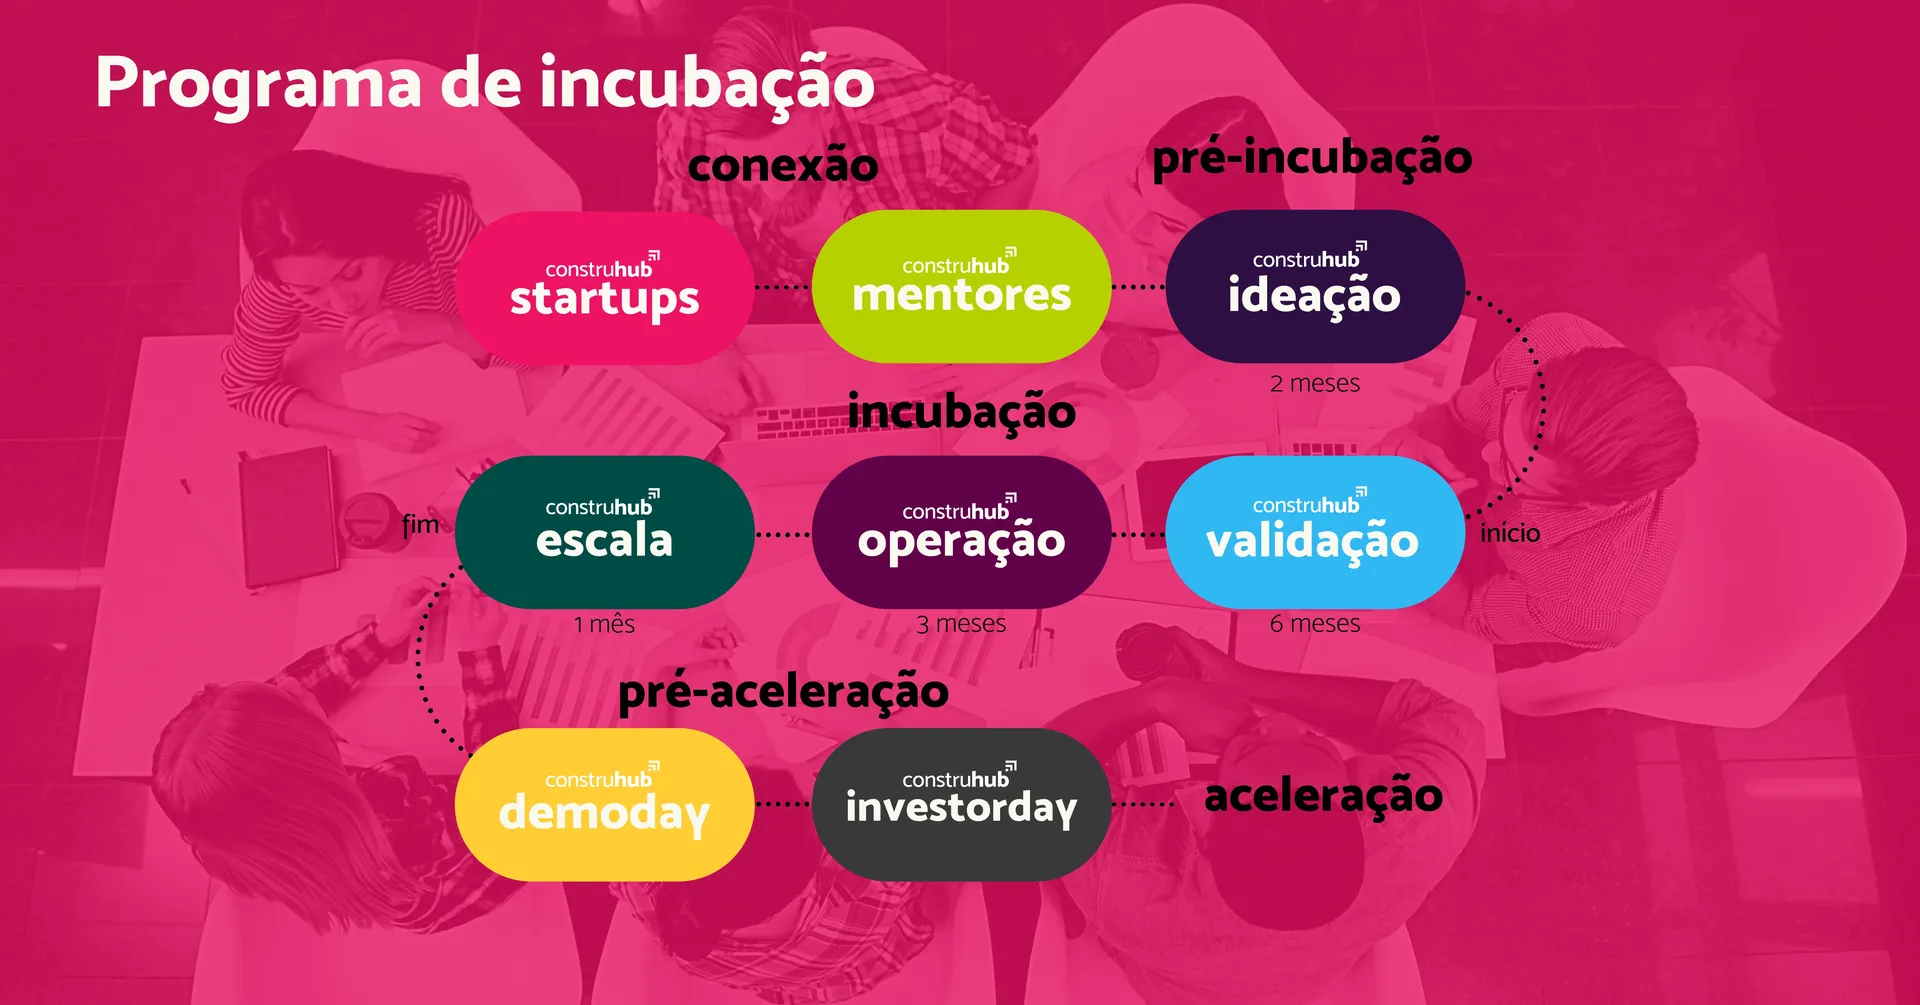 Programa de incubação
conexão
pré-incubação
construhub
startups
construhub
mentores
construhub
ideação
2 meses
incubação
fim
construhub
escala
construhub
operação
construhub
validação
início
1 mês
3 meses
6 meses
pré-aceleração
construhub
demoday
construhub
investorday
aceleração